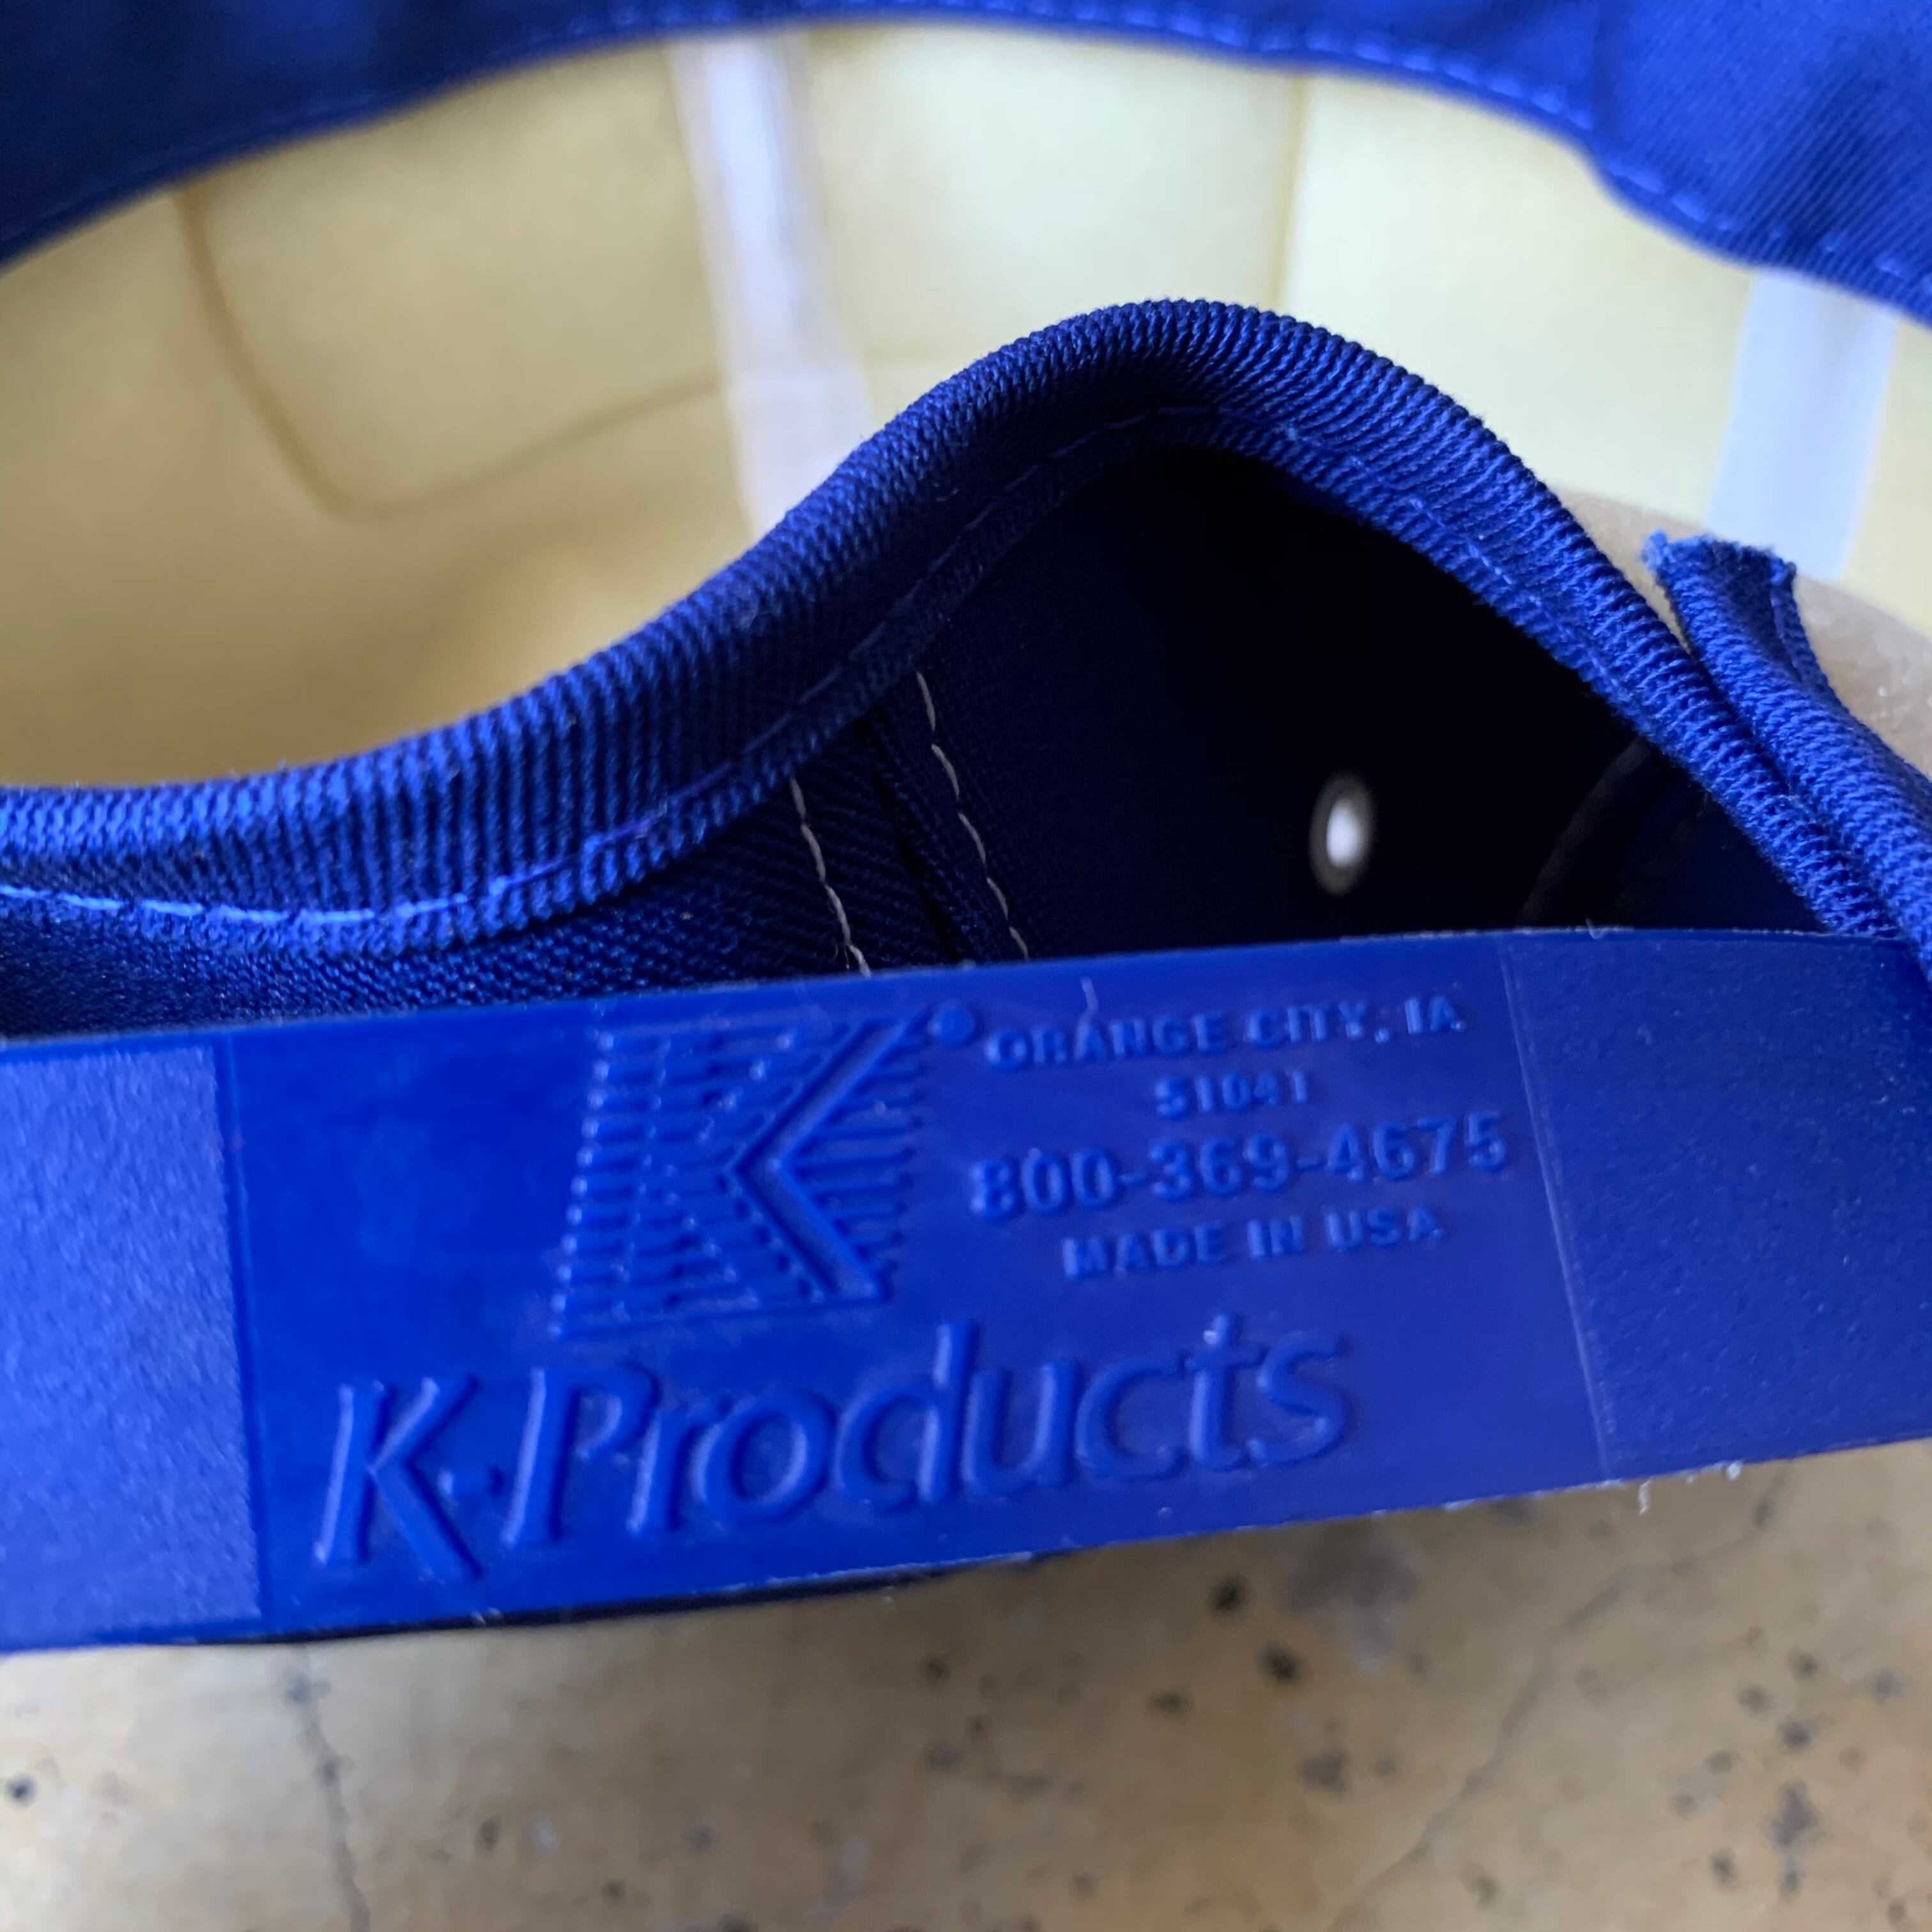 K
ORANGE CITY, IA
51041
800-369-4675
MADE IN USA
K-Products